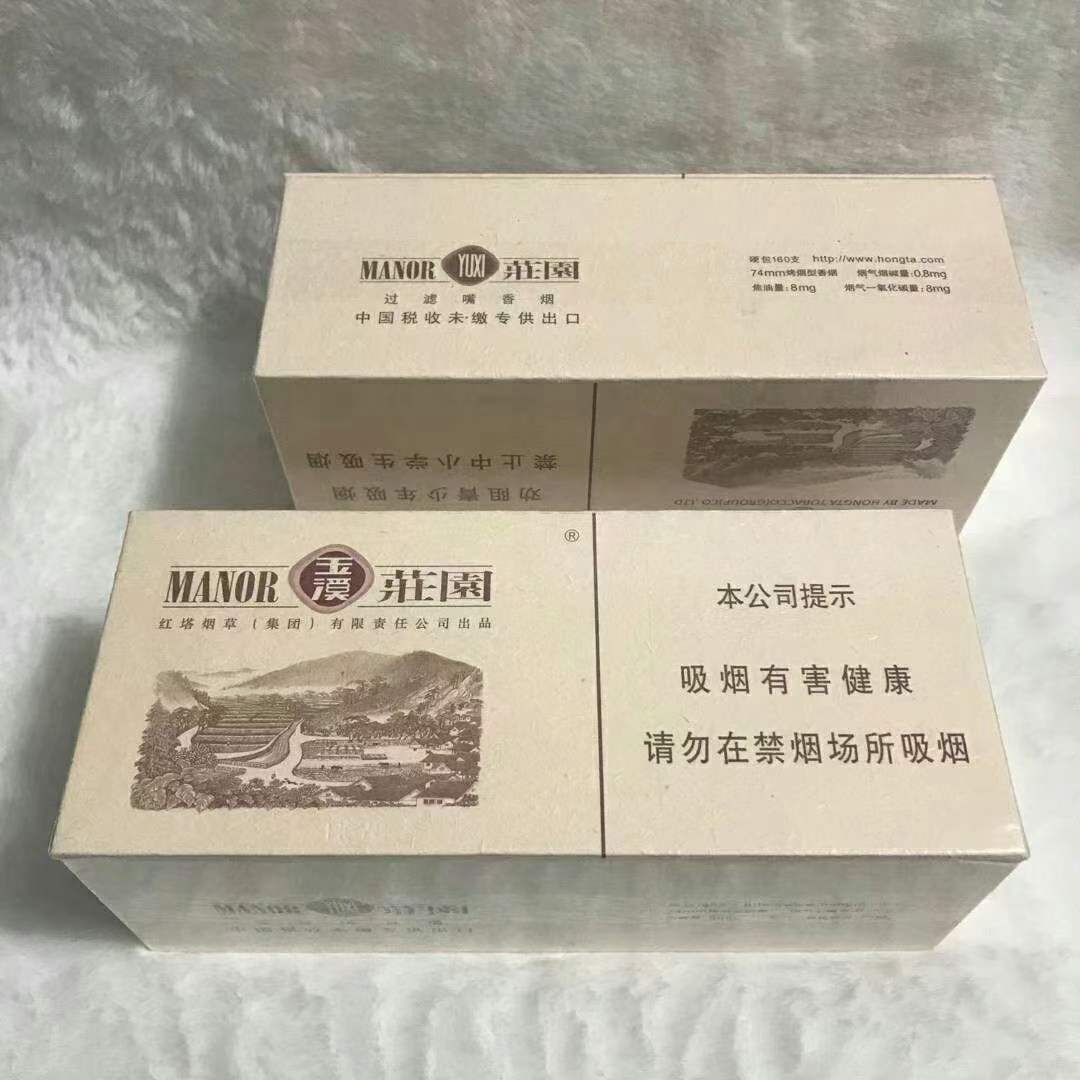 MANOR YUXI 莊園
过滤嘴香烟
中国税收未·缴专供出口
硬包160支 http://www.hongta.com
74mm烤烟型香烟 烟气烟碱量:0.8mg
焦油量:8mg 烟气一氧化碳量:8mg
MADE BY HONGTA TOBACCO(GROUP)CO.,LTD
劝阻青少年吸烟
禁止中小学生吸烟
MANOR 玉溪 莊園 ®
红塔烟草(集团)有限责任公司出品
本公司提示
吸烟有害健康
请勿在禁烟场所吸烟
MANOR YUXI 莊園